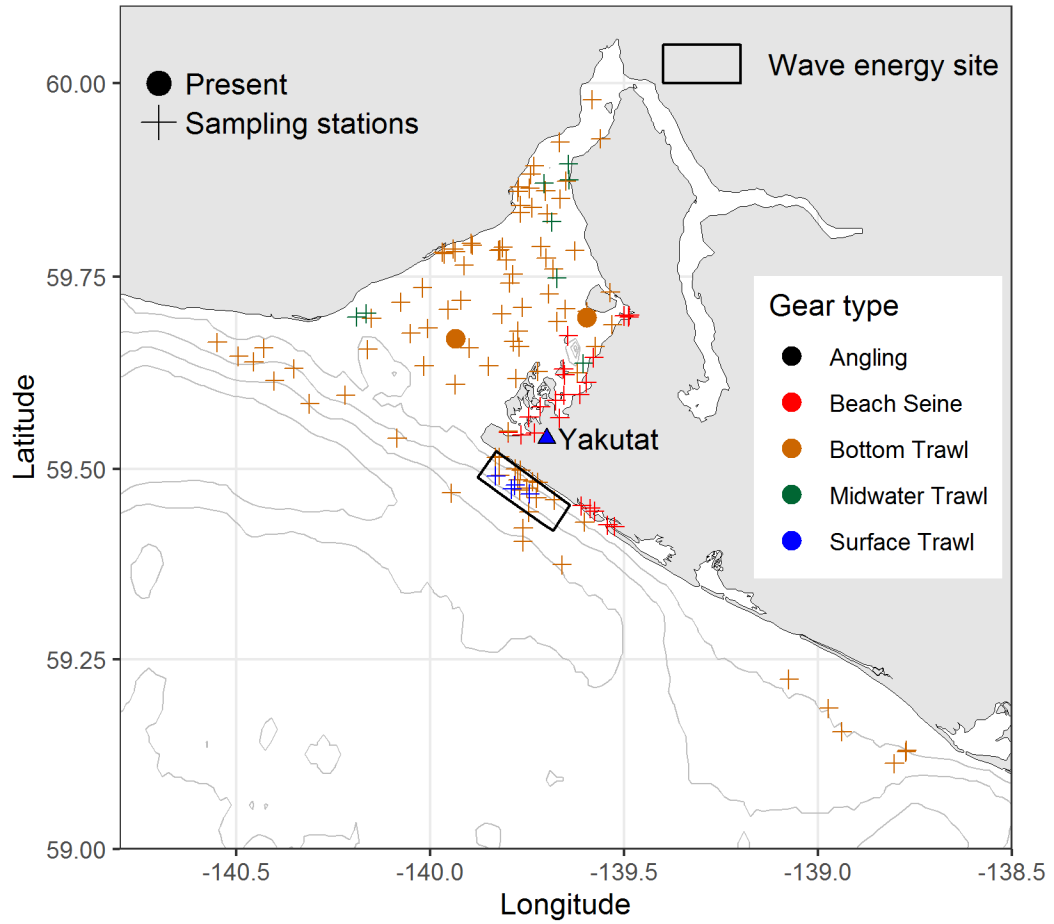 Present
Sampling stations
Wave energy site
60.00
59.75
59.50
59.25
59.00
Latitude
Yakutat
Gear type
Angling
Beach Seine
Bottom Trawl
Midwater Trawl
Surface Trawl
-140.5
-140.0
-139.5
-139.0
-138.5
Longitude